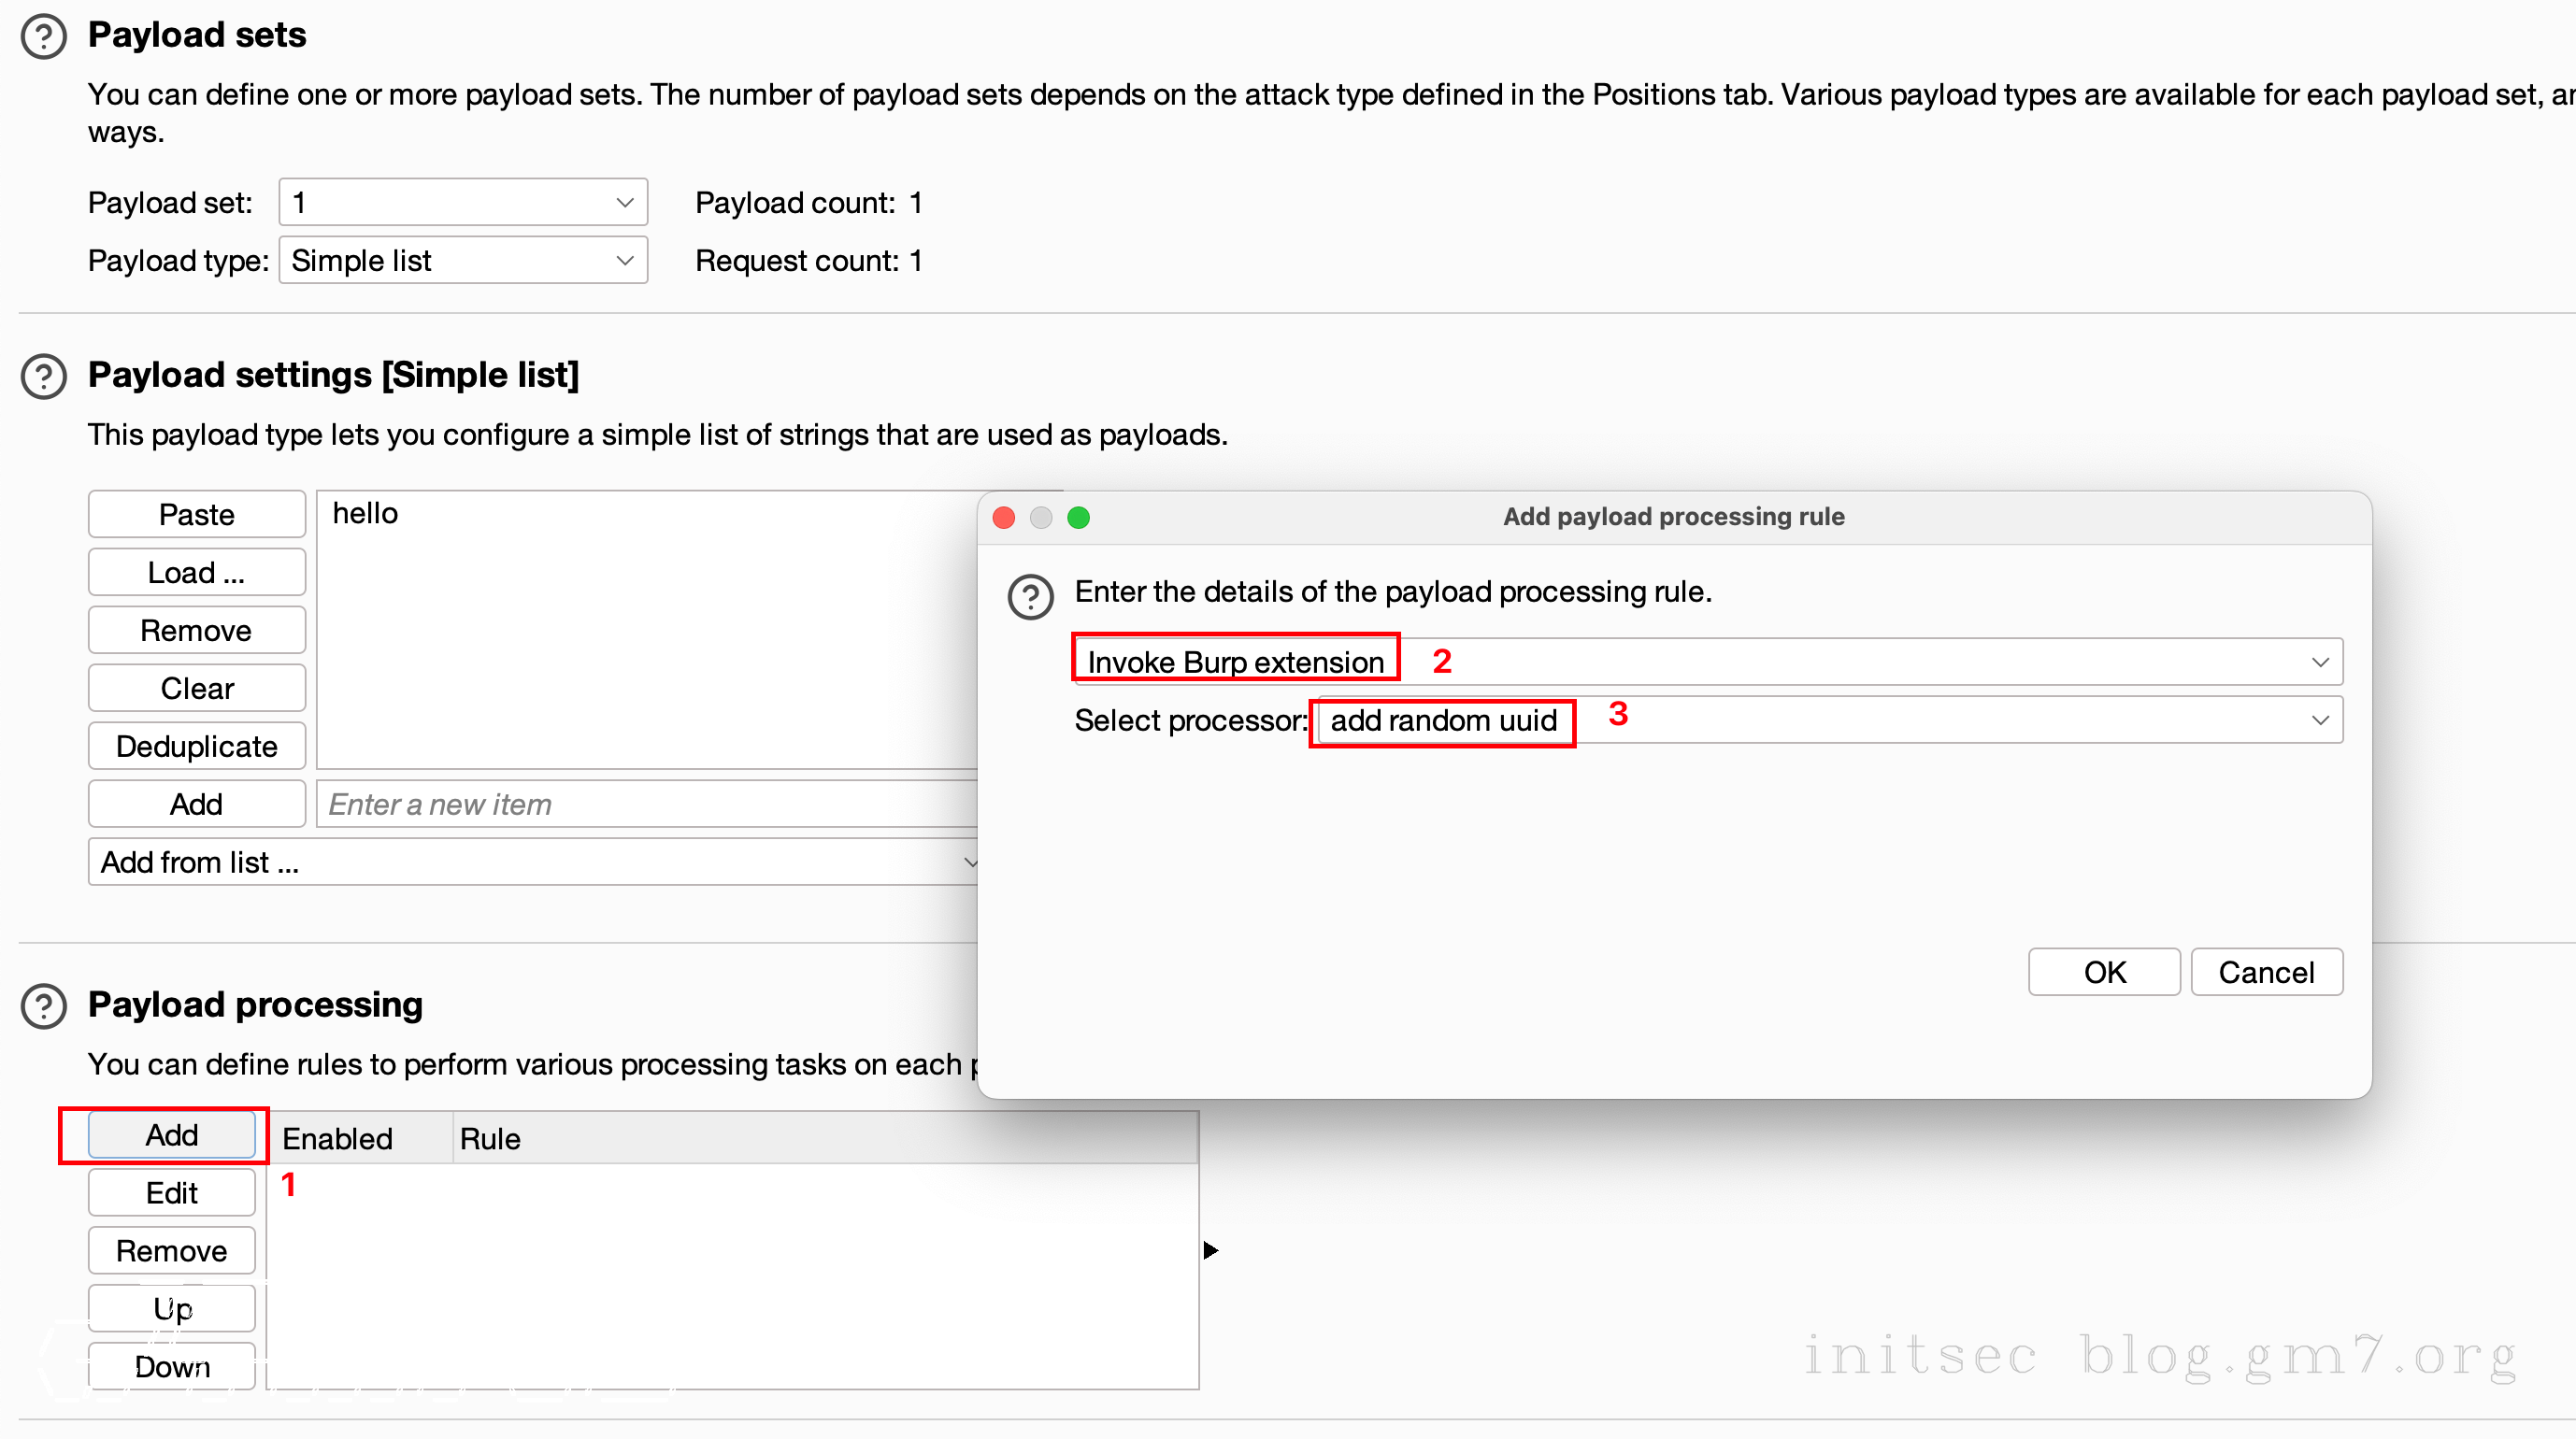 Payload sets
You can define one or more payload sets. The number of payload sets depends on the attack type defined in the Positions tab. Various payload types are available for each payload set,
ways.
Payload set: 1 Payload count: 1
Payload type: Simple list Request count: 1
Payload settings [Simple list]
This payload type lets you configure a simple list of strings that are used as payloads.
Paste
hello
Load ...
Remove
Clear
Deduplicate
Add
Enter a new item
Add from list ...
Add payload processing rule
Enter the details of the payload processing rule.
Invoke Burp extension 2
Select processor: add random uuid 3
OK Cancel
Payload processing
You can define rules to perform various processing tasks on each
Add
Enabled Rule
1
Edit
Remove
Up
Down
initsec blog.gm7.org